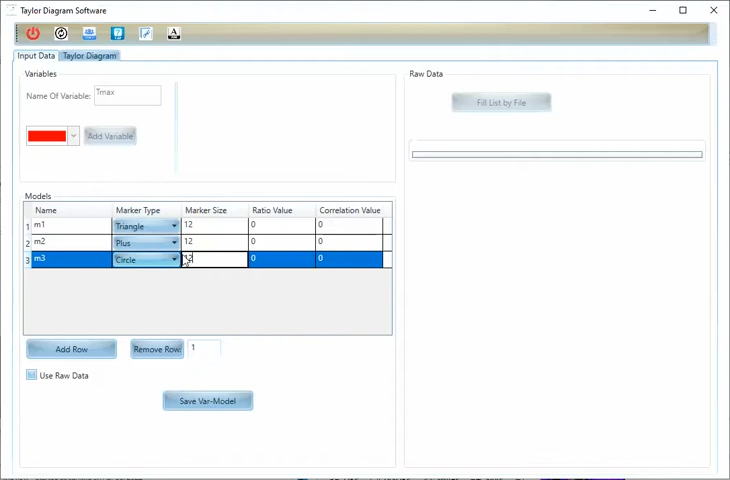 Taylor Diagram Software
Input Data Taylor Diagram
Variables
Name Of Variable: Tmax
Add Variable
Raw Data
Fill List by File
Models
Name Marker Type Marker Size Ratio Value Correlation Value
1 m1 Triangle 12 0 0
2 m2 Plus 12 0 0
3 m3 Circle 12 0 0
Add Row Remove Row: 1
Use Raw Data
Save Var-Model